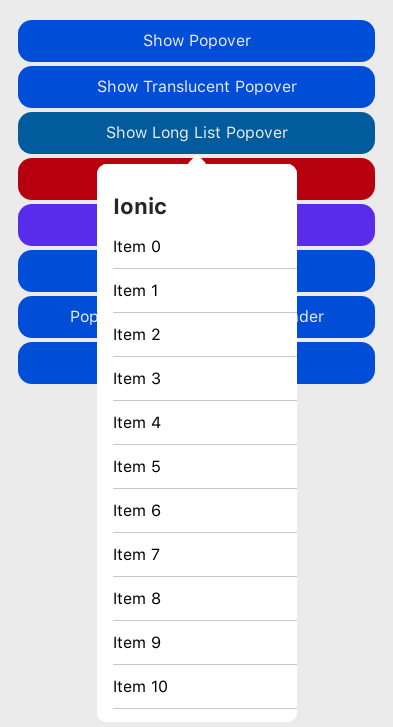 Show Popover
Show Translucent Popover
Show Long List Popover
Ionic
Item 0
Item 1
Item 2
Item 3
Item 4
Item 5
Item 6
Item 7
Item 8
Item 9
Item 10